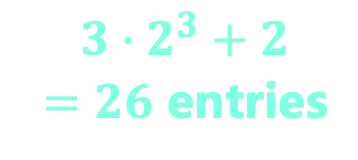 3 · 2³ + 2
= 26 entries